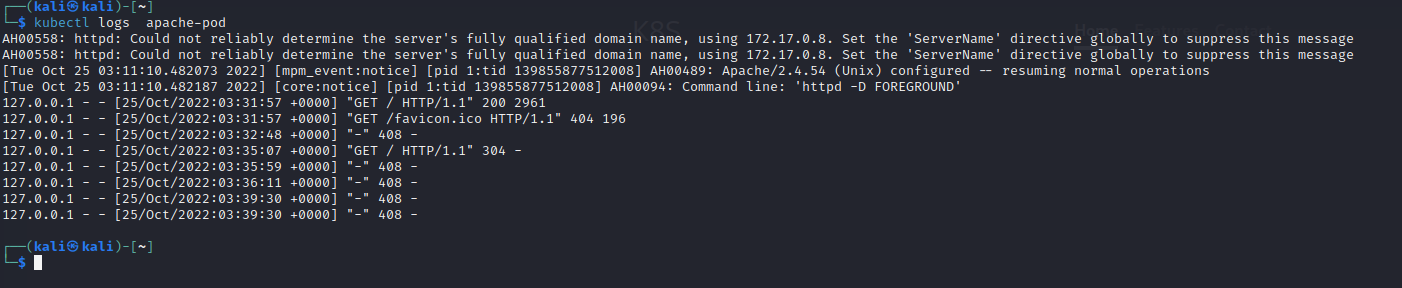 ┌──(kali㉿kali)-[~]
└─$ kubectl logs  apache-pod
AH00558: httpd: Could not reliably determine the server's fully qualified domain name, using 172.17.0.8. Set the 'ServerName' directive globally to suppress this message
AH00558: httpd: Could not reliably determine the server's fully qualified domain name, using 172.17.0.8. Set the 'ServerName' directive globally to suppress this message
[Tue Oct 25 03:11:10.482073 2022] [mpm_event:notice] [pid 1:tid 139855877512008] AH00489: Apache/2.4.54 (Unix) configured -- resuming normal operations
[Tue Oct 25 03:11:10.482187 2022] [core:notice] [pid 1:tid 139855877512008] AH00094: Command line: 'httpd -D FOREGROUND'
127.0.0.1 - - [25/Oct/2022:03:31:57 +0000] "GET / HTTP/1.1" 200 2961
127.0.0.1 - - [25/Oct/2022:03:31:57 +0000] "GET /favicon.ico HTTP/1.1" 404 196
127.0.0.1 - - [25/Oct/2022:03:32:48 +0000] "-" 408 -
127.0.0.1 - - [25/Oct/2022:03:35:07 +0000] "GET / HTTP/1.1" 304 -
127.0.0.1 - - [25/Oct/2022:03:35:59 +0000] "-" 408 -
127.0.0.1 - - [25/Oct/2022:03:36:11 +0000] "-" 408 -
127.0.0.1 - - [25/Oct/2022:03:39:30 +0000] "-" 408 -
127.0.0.1 - - [25/Oct/2022:03:39:30 +0000] "-" 408 -
┌──(kali㉿kali)-[~]
└─$
K8S